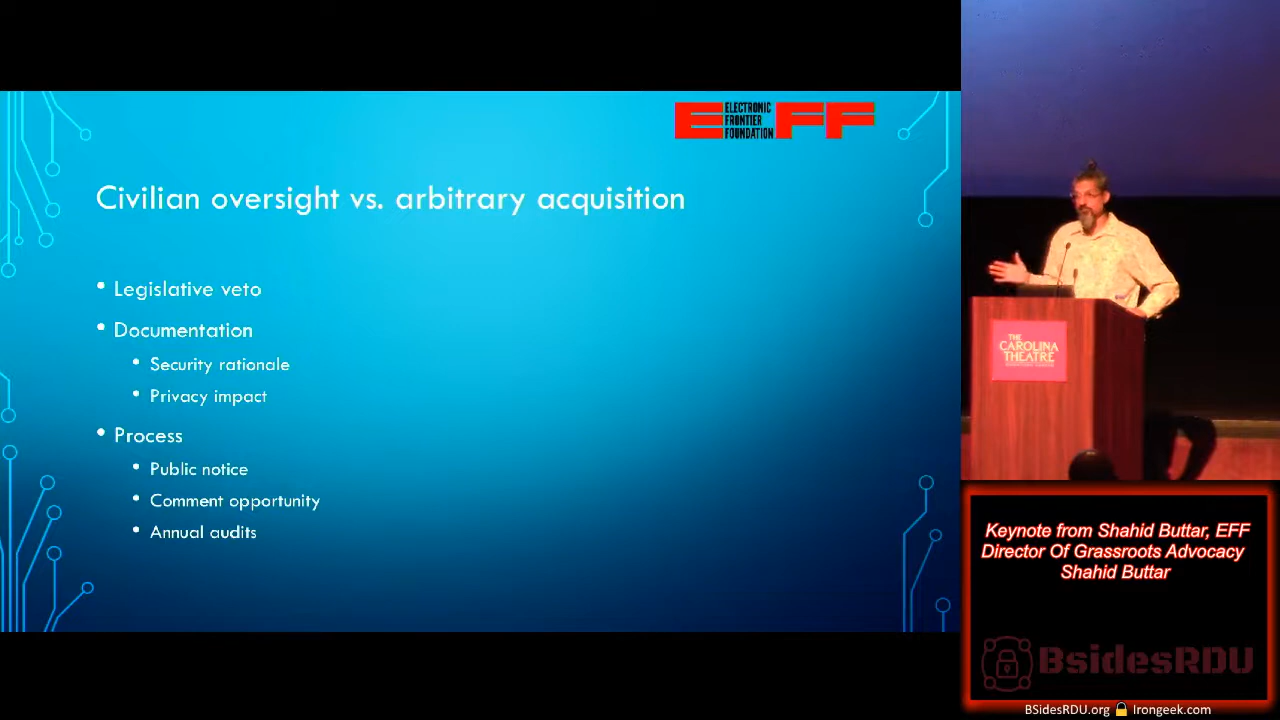 EFF
ELECTRONIC
FRONTIER
FOUNDATION
Civilian oversight vs. arbitrary acquisition
Legislative veto
Documentation
Security rationale
Privacy impact
Process
Public notice
Comment opportunity
Annual audits
THE
CAROLINA
THEATRE
Keynote from Shahid Buttar, EFF
Director Of Grassroots Advocacy
Shahid Buttar
BsidesRDU
BSidesRDU.org Irongeek.com